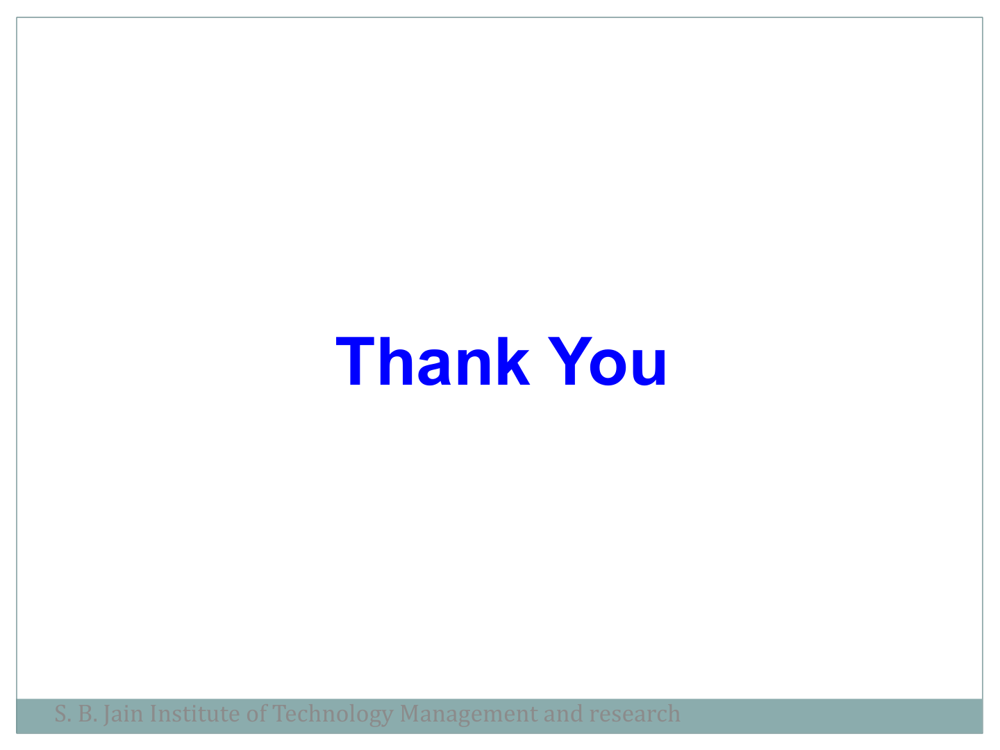 Thank You
S. B. Jain Institute of Technology Management and research